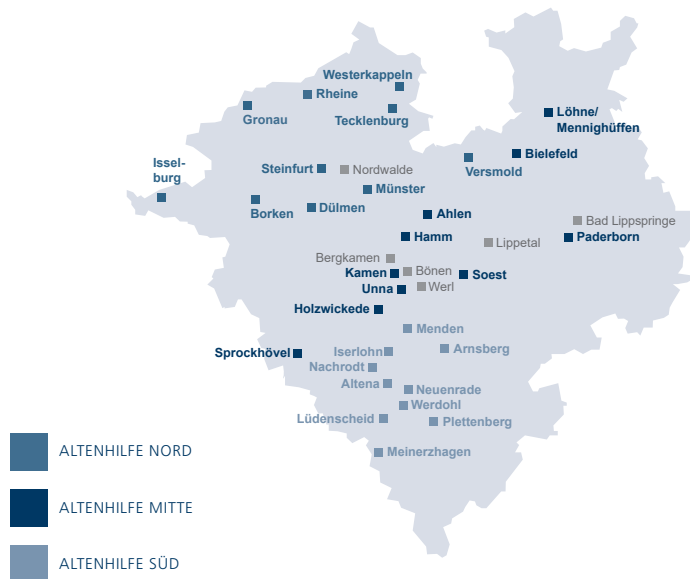 Westerkappeln
Rheine
Gronau
Tecklenburg
Löhne/
Mennighüffen
Bielefeld
Issel-
burg
Steinfurt
Nordwalde
Versmold
Münster
Borken
Dülmen
Ahlen
Bad Lippspringe
Hamm
Lippetal
Paderborn
Bergkamen
Kamen
Bönen
Soest
Unna
Werl
Holzwickede
Menden
Sprockhövel
Iserlohn
Arnsberg
Nachrodt
Altena
Neuenrade
Werdohl
Lüdenscheid
Plettenberg
Meinerzhagen
ALTENHILFE NORD
ALTENHILFE MITTE
ALTENHILFE SÜD